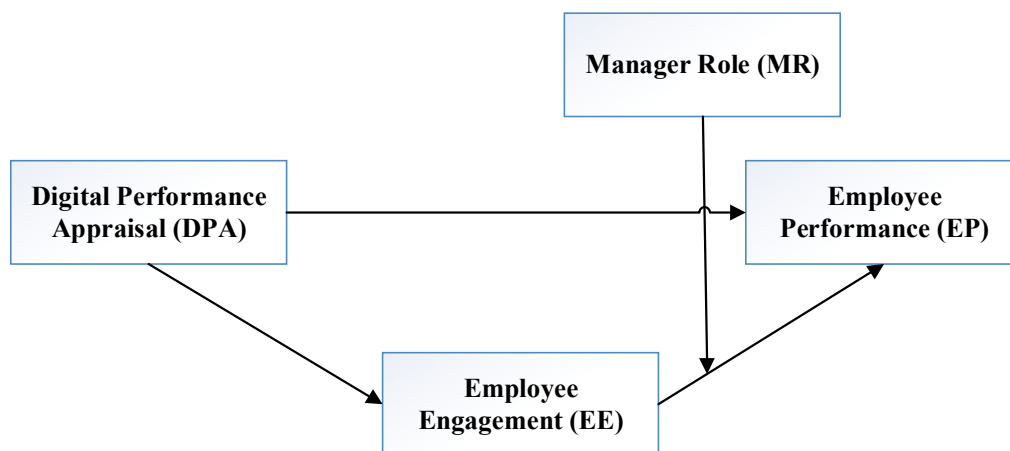 Manager Role (MR)
Digital Performance
Appraisal (DPA)
Employee
Performance (EP)
Employee
Engagement (EE)